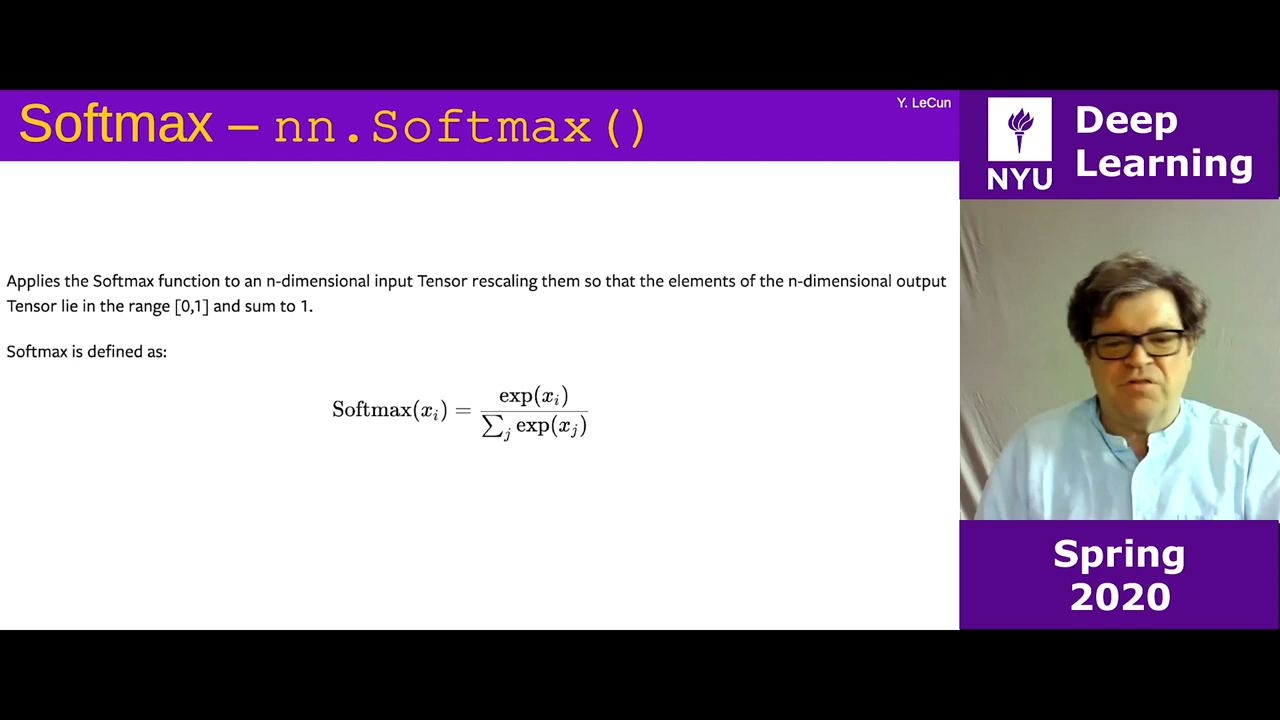 Softmax – nn.Softmax()
Y. LeCun
Applies the Softmax function to an n-dimensional input Tensor rescaling them so that the elements of the n-dimensional output
Tensor lie in the range [0,1] and sum to 1.
Softmax is defined as:
Softmax(xᵢ) = exp(xᵢ) / ∑ⱼ exp(xⱼ)
NYU
Deep
Learning
Spring
2020